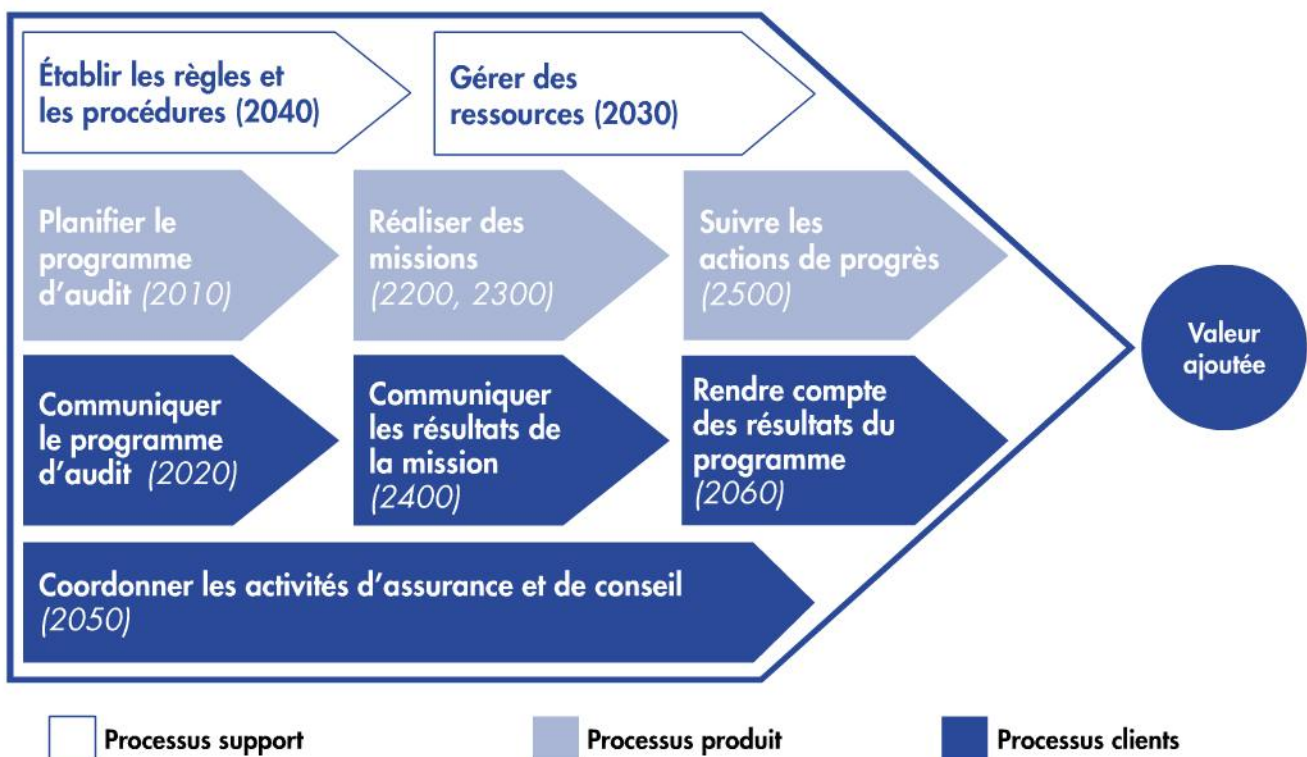 Établir les règles et
les procédures (2040)
Gérer des
ressources (2030)
Planifier le
programme
d'audit (2010)
Réaliser des
missions
(2200, 2300)
Suivre les
actions de progrès
(2500)
Communiquer
le programme
d'audit (2020)
Communiquer
les résultats de
la mission
(2400)
Rendre compte
des résultats du
programme
(2060)
Coordonner les activités d'assurance et de conseil
(2050)
Valeur
ajoutée
Processus support
Processus produit
Processus clients